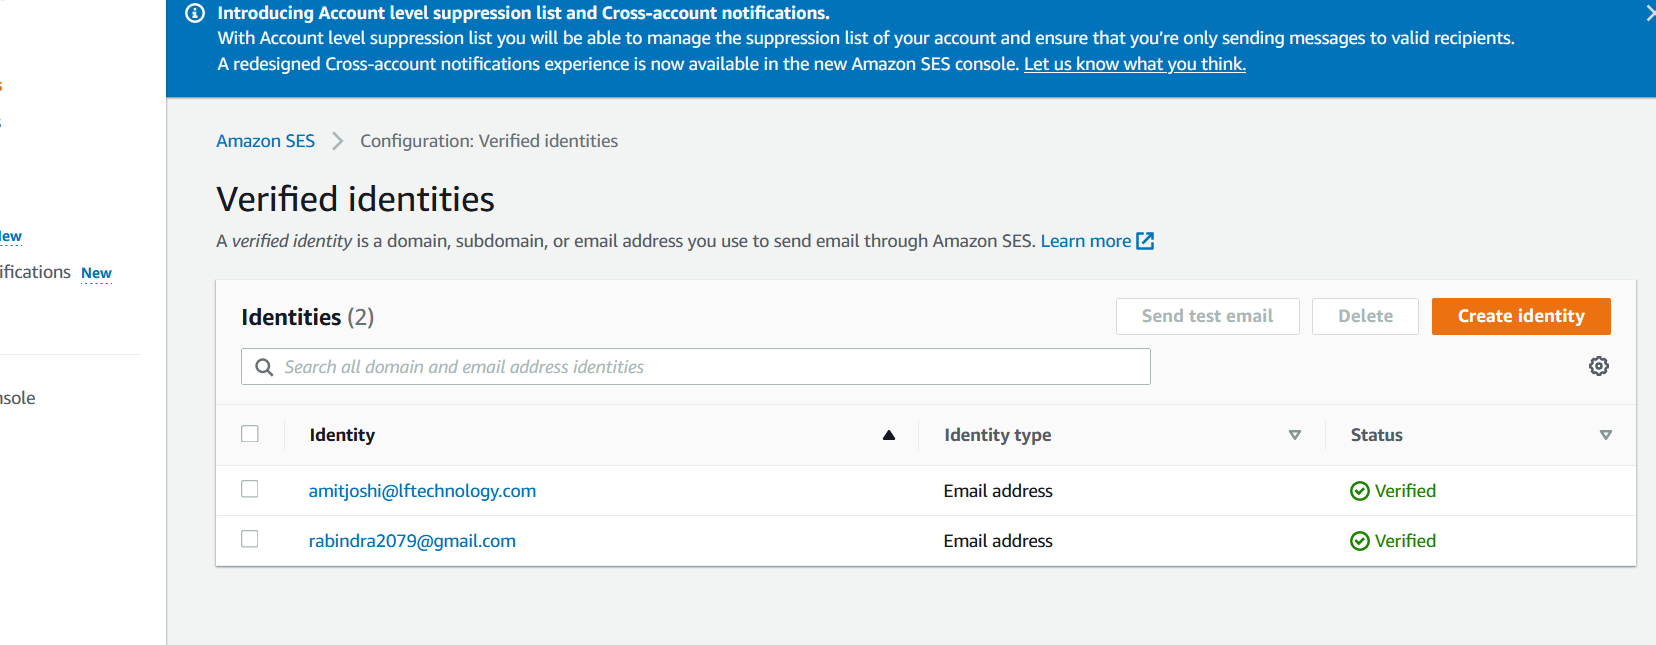 Introducing Account level suppression list and Cross-account notifications.
With Account level suppression list you will be able to manage the suppression list of your account and ensure that you’re only sending messages to valid recipients.
A redesigned Cross-account notifications experience is now available in the new Amazon SES console. Let us know what you think.
Amazon SES
Configuration: Verified identities
Verified identities
A verified identity is a domain, subdomain, or email address you use to send email through Amazon SES. Learn more
ifications New
Identities (2)
Send test email
Delete
Create identity
Search all domain and email address identities
nsole
Identity
Identity type
Status
amitjoshi@lftechnology.com
Email address
Verified
rabindra2079@gmail.com
Email address
Verified